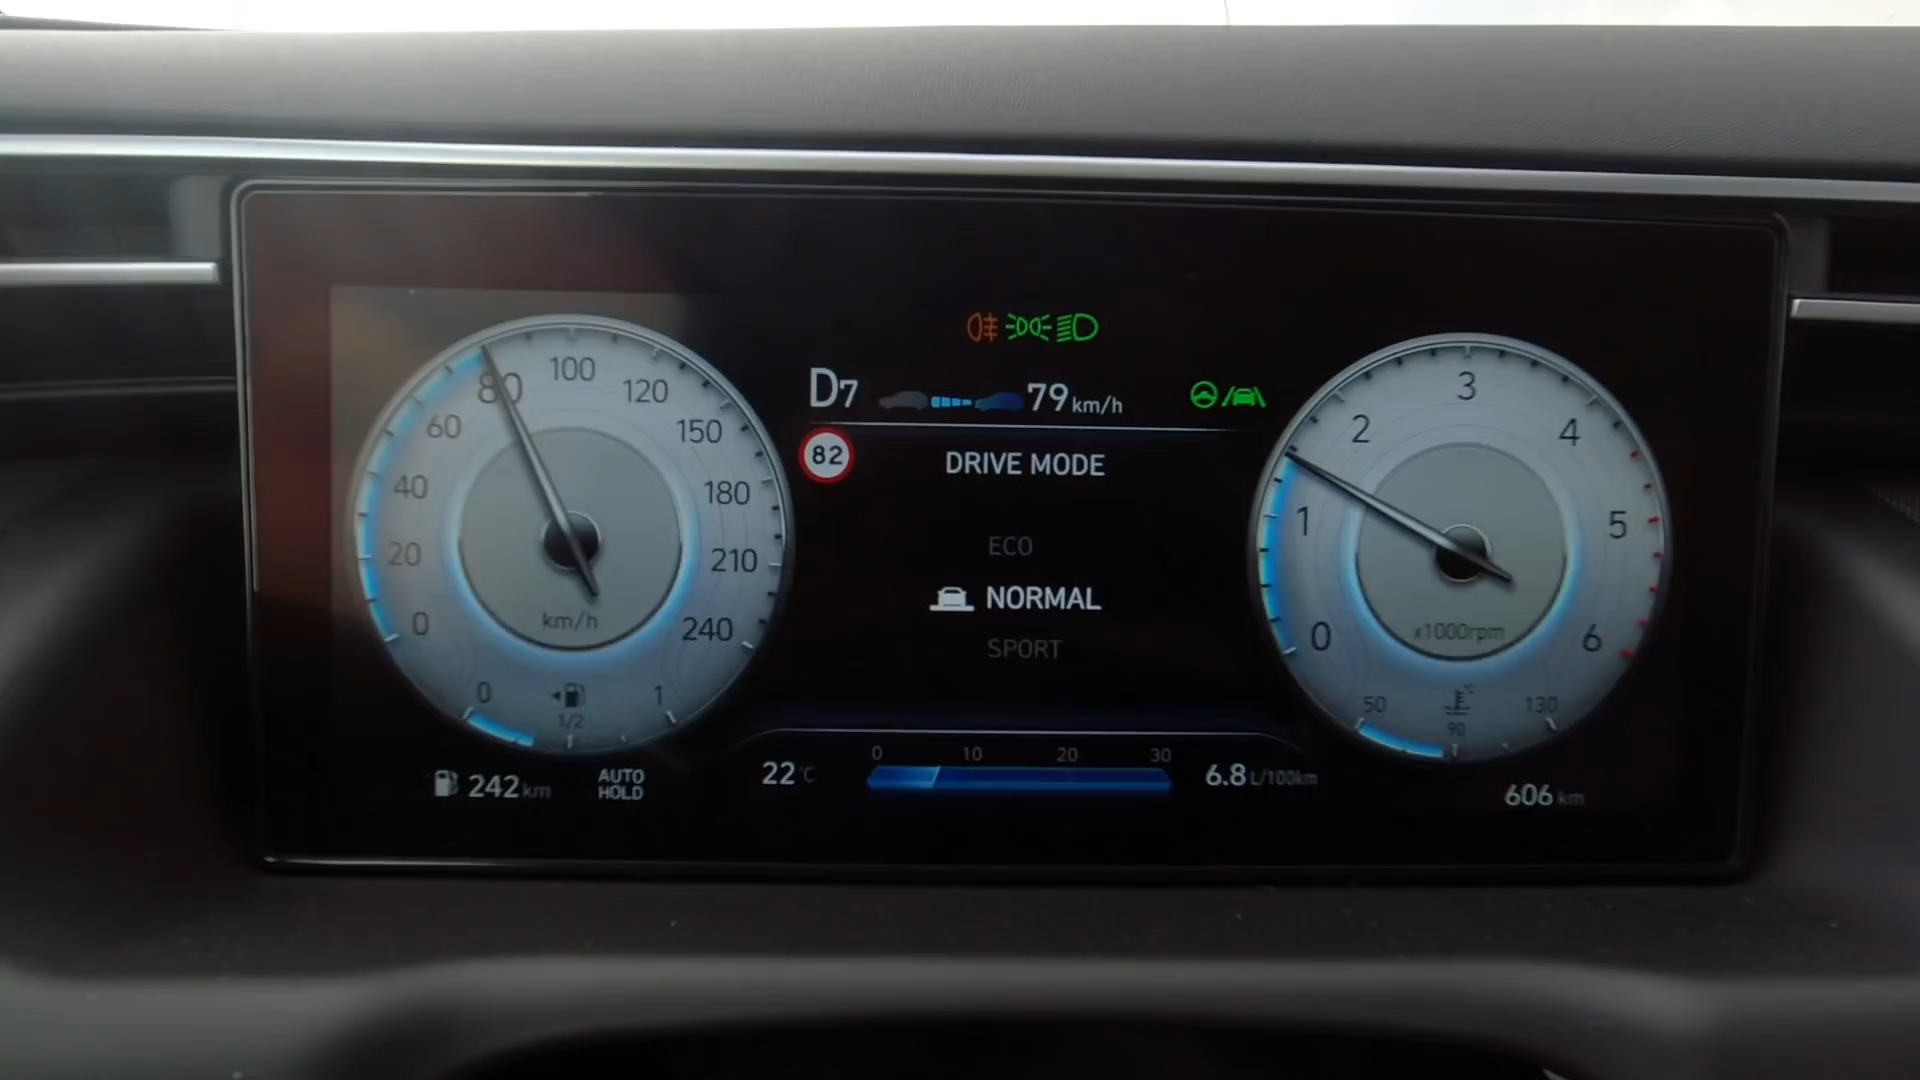 0
20
40
60
80
100
120
150
180
210
240
km/h
0
1/2
1
242 km
AUTO
HOLD
D7
79 km/h
82
DRIVE MODE
ECO
NORMAL
SPORT
22 °C
0 10 20 30
6.8 L/100km
0
1
2
3
4
5
6
x1000rpm
50
90
130
606 km